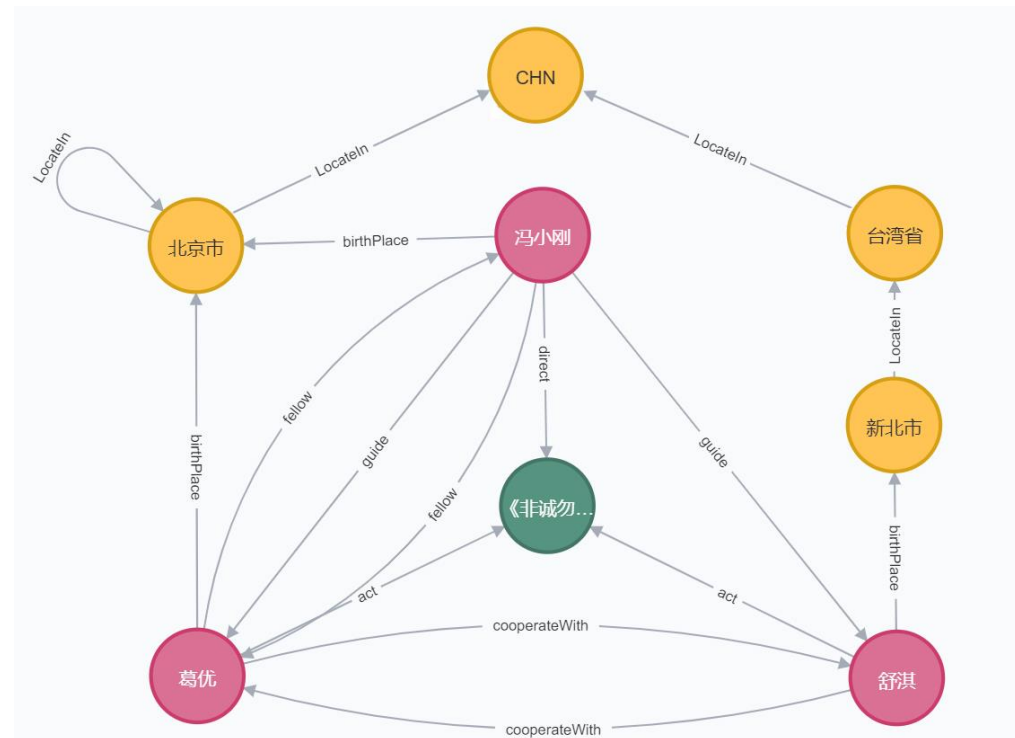 CHN
LocateIn
LocateIn
LocateIn
北京市
birthPlace
冯小刚
台湾省
LocateIn
direct
fellow
guide
guide
新北市
birthPlace
fellow
《非诚勿...
birthPlace
act
act
cooperateWith
葛优
舒淇
cooperateWith